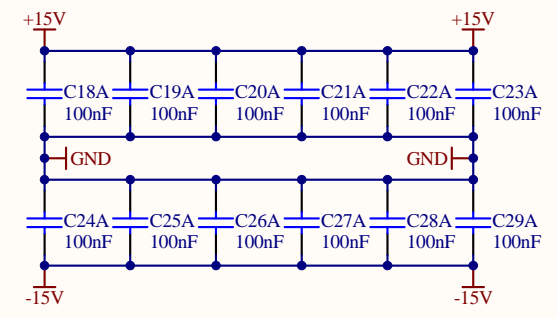 +15V +15V
C18A C19A C20A C21A C22A C23A
100nF 100nF 100nF 100nF 100nF 100nF
GND GND
C24A C25A C26A C27A C28A C29A
100nF 100nF 100nF 100nF 100nF 100nF
-15V -15V